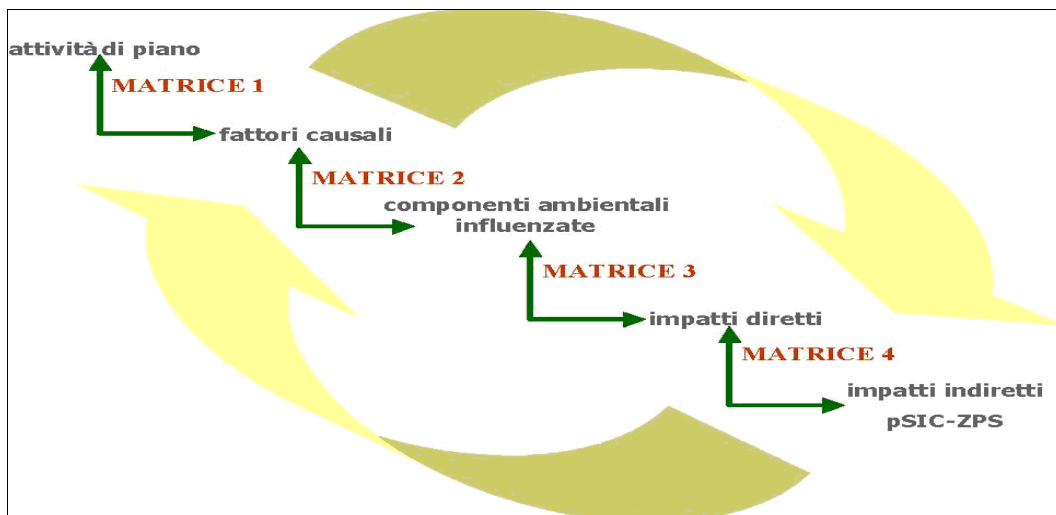 attività di piano
MATRICE 1
fattori causali
MATRICE 2
componenti ambientali
influenzate
MATRICE 3
impatti diretti
MATRICE 4
impatti indiretti
pSIC-ZPS